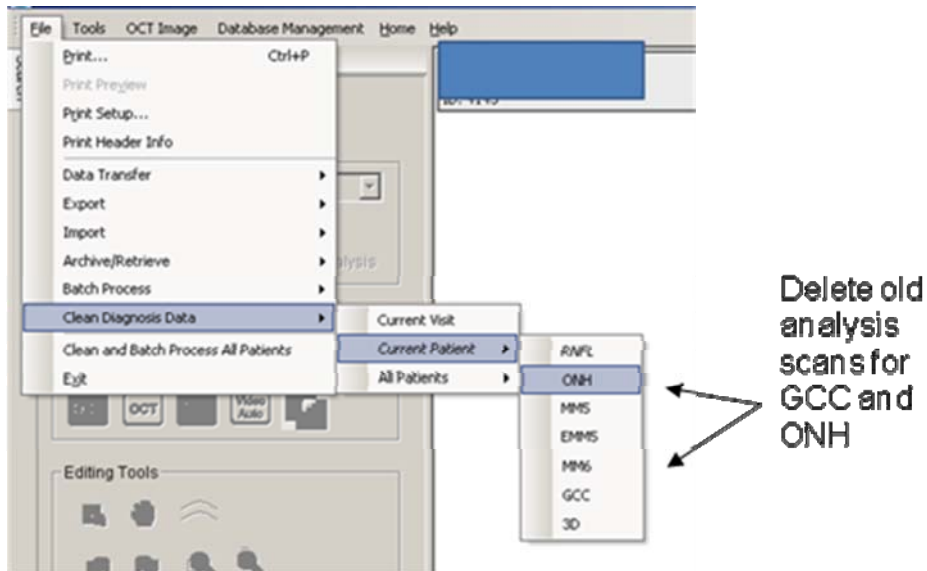 File Tools OCT Image Database Management Home Help
Print... Ctrl+P
Print Preview
Print Setup...
Print Header Info
Data Transfer
Export
Import
Archive/Retrieve
Batch Process
Clean Diagnosis Data
Clean and Batch Process All Patients
Exit
Current Visit
Current Patient
All Patients
RNFL
ONH
MM5
EMM5
MM6
GCC
3D
OCT
Video
Auto
Editing Tools
Delete old
analysis
scans for
GCC and
ONH